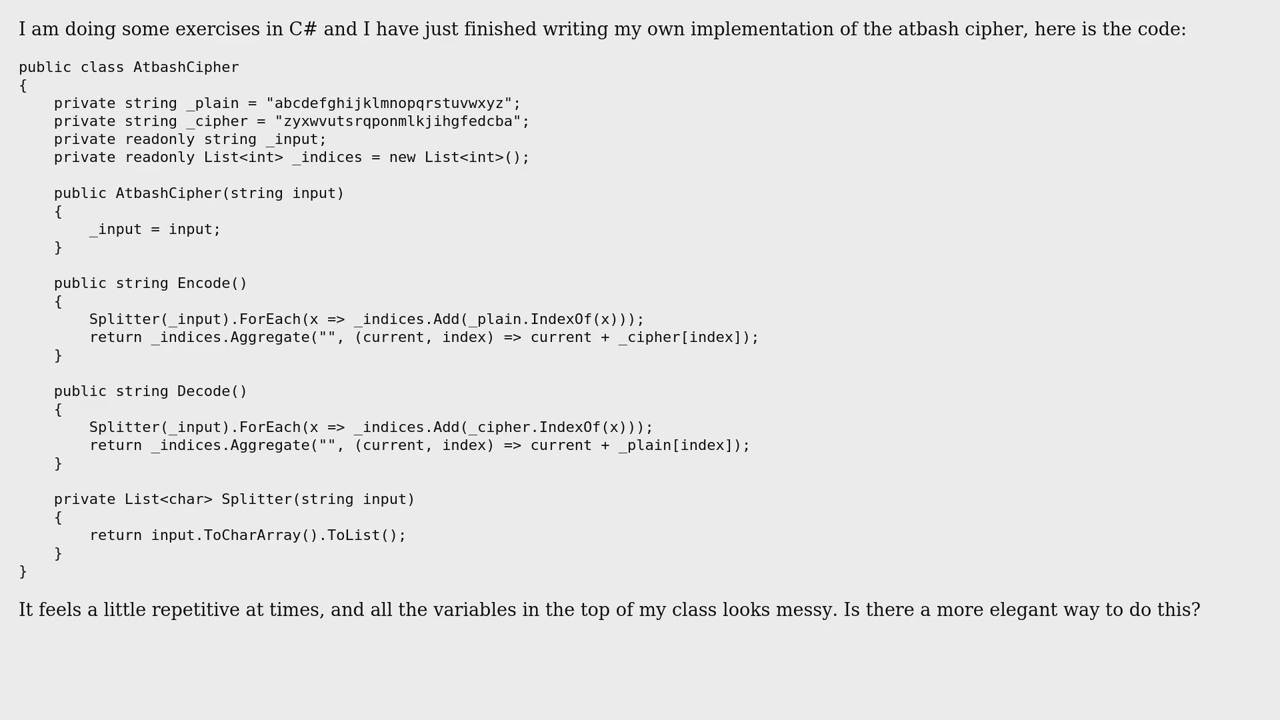 I am doing some exercises in C# and I have just finished writing my own implementation of the atbash cipher, here is the code:
public class AtbashCipher
{
    private string _plain = "abcdefghijklmnopqrstuvwxyz";
    private string _cipher = "zyxwvutsrqponmlkjihgfedcba";
    private readonly string _input;
    private readonly List<int> _indices = new List<int>();

    public AtbashCipher(string input)
    {
        _input = input;
    }

    public string Encode()
    {
        Splitter(_input).ForEach(x => _indices.Add(_plain.IndexOf(x)));
        return _indices.Aggregate("", (current, index) => current + _cipher[index]);
    }

    public string Decode()
    {
        Splitter(_input).ForEach(x => _indices.Add(_cipher.IndexOf(x)));
        return _indices.Aggregate("", (current, index) => current + _plain[index]);
    }

    private List<char> Splitter(string input)
    {
        return input.ToCharArray().ToList();
    }
}
It feels a little repetitive at times, and all the variables in the top of my class looks messy. Is there a more elegant way to do this?